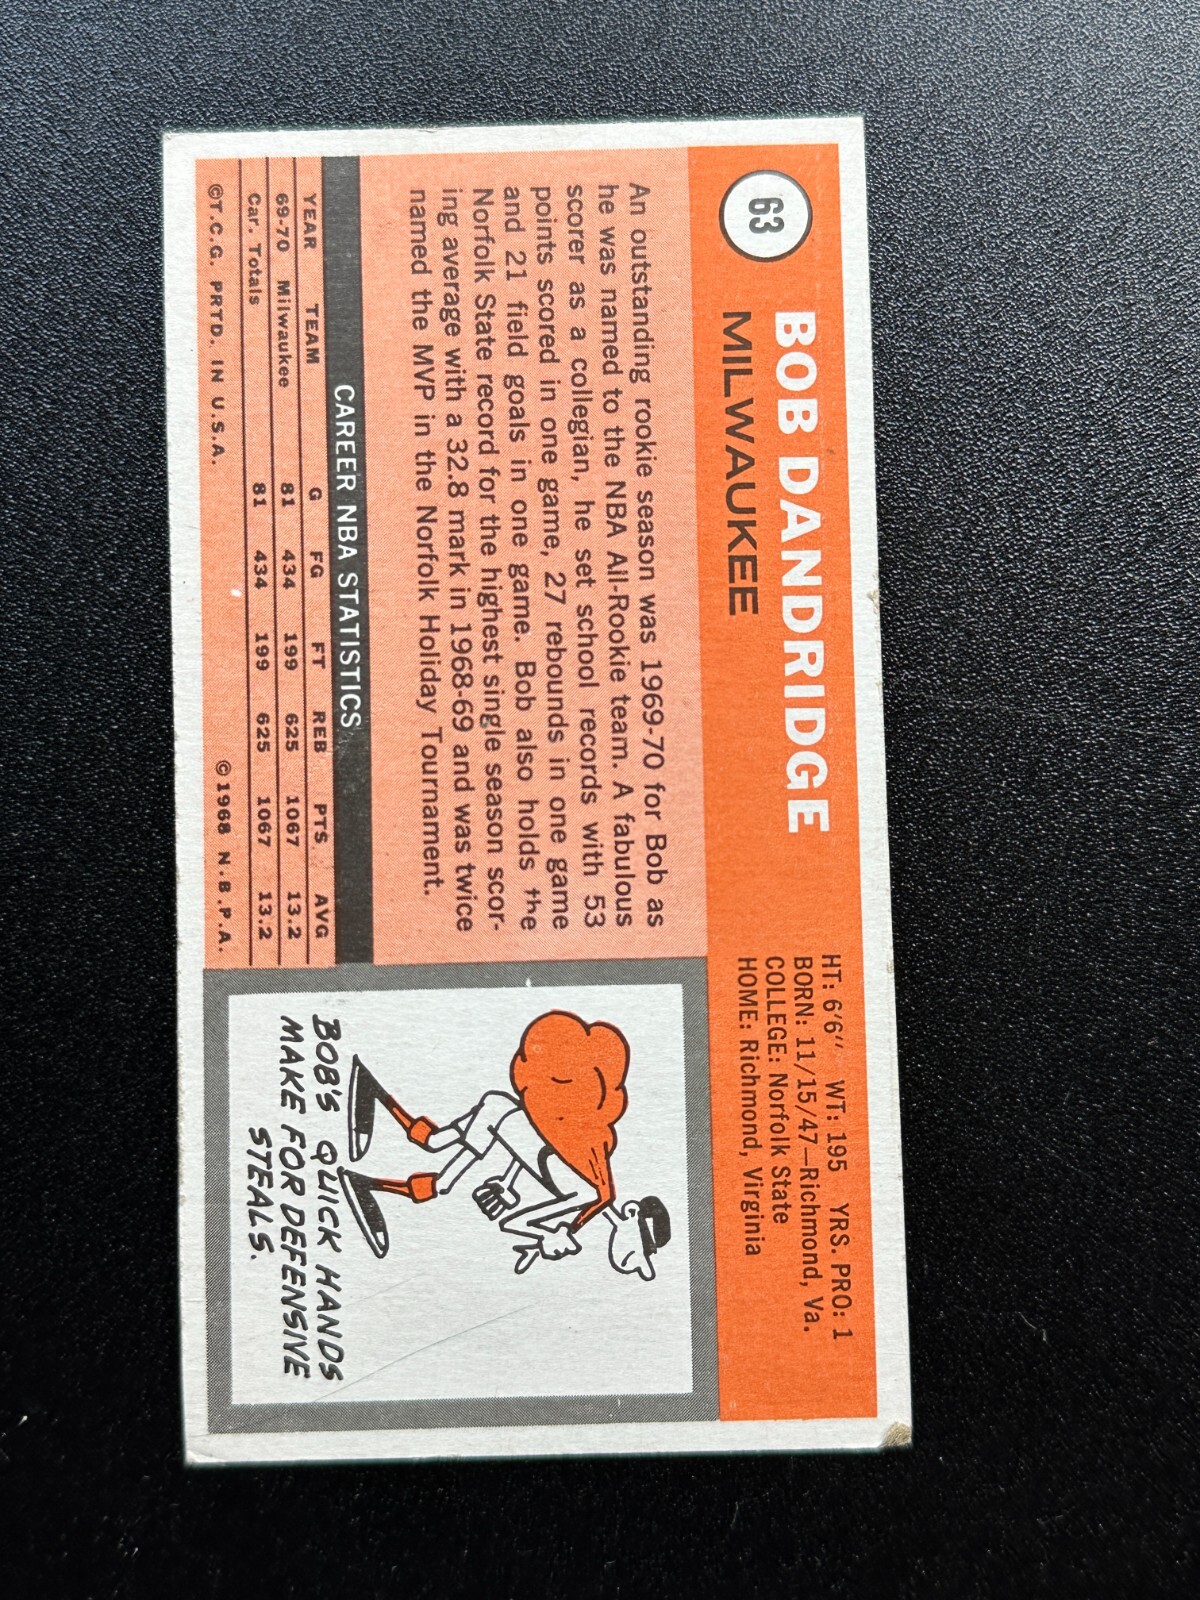 63
BOB DANDRIDGE
MILWAUKEE
HT: 6'6" WT: 195 YRS. PRO: 1
BORN: 11/15/47—Richmond, Va.
COLLEGE: Norfolk State
HOME: Richmond, Virginia
An outstanding rookie season was 1969-70 for Bob as
he was named to the NBA All-Rookie team. A fabulous
scorer as a collegian, he set school records with 53
points scored in one game, 27 rebounds in one game
and 21 field goals in one game. Bob also holds the
Norfolk State record for the highest single season scor-
ing average with a 32.8 mark in 1968-69 and was twice
named the MVP in the Norfolk Holiday Tournament.
CAREER NBA STATISTICS
YEAR TEAM G FG FT REB PTS AVG
69-70 Milwaukee 81 434 199 625 1067 13.2
Car. Totals 81 434 199 625 1067 13.2
©T.C.G. PRTD. IN U.S.A. ©1968 N.B.P.A.
BOB'S QUICK HANDS
MAKE FOR DEFENSIVE
STEALS.